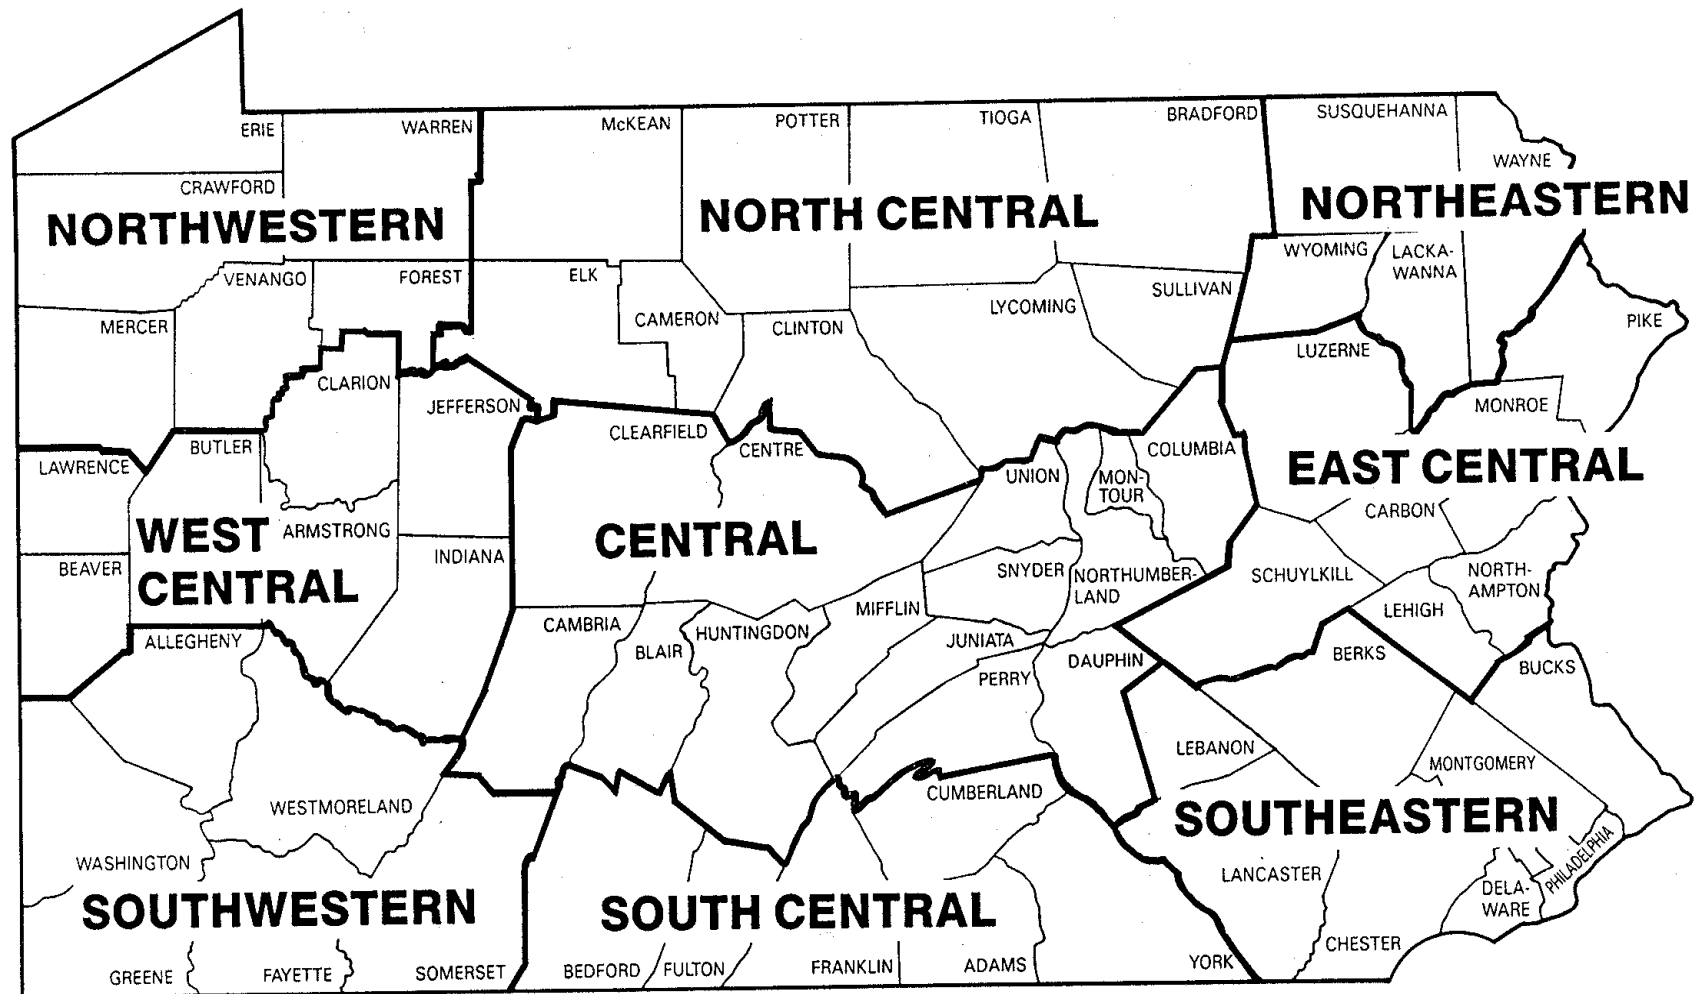 ERIE
WARREN
McKEAN
POTTER
TIOGA
BRADFORD
SUSQUEHANNA
WAYNE
CRAWFORD
NORTHWESTERN
NORTH CENTRAL
NORTHEASTERN
VENANGO
FOREST
ELK
CAMERON
CLINTON
LYCOMING
SULLIVAN
WYOMING
LACKA-
WANNA
PIKE
MERCER
CLARION
JEFFERSON
CLEARFIELD
CENTRE
UNION
MON-
TOUR
COLUMBIA
LUZERNE
MONROE
LAWRENCE
BUTLER
EAST CENTRAL
WEST
CENTRAL
ARMSTRONG
INDIANA
CENTRAL
CARBON
BEAVER
SNYDER
NORTHUMBER-
LAND
SCHUYLKILL
NORTH-
AMPTON
LEHIGH
ALLEGHENY
CAMBRIA
BLAIR
HUNTINGDON
MIFFLIN
JUNIATA
PERRY
DAUPHIN
BERKS
BUCKS
LEBANON
MONTGOMERY
WESTMORELAND
CUMBERLAND
SOUTHEASTERN
WASHINGTON
LANCASTER
DELA-
WARE
PHILADELPHIA
SOUTHWESTERN
SOUTH CENTRAL
GREENE
FAYETTE
SOMERSET
BEDFORD
FULTON
FRANKLIN
ADAMS
YORK
CHESTER